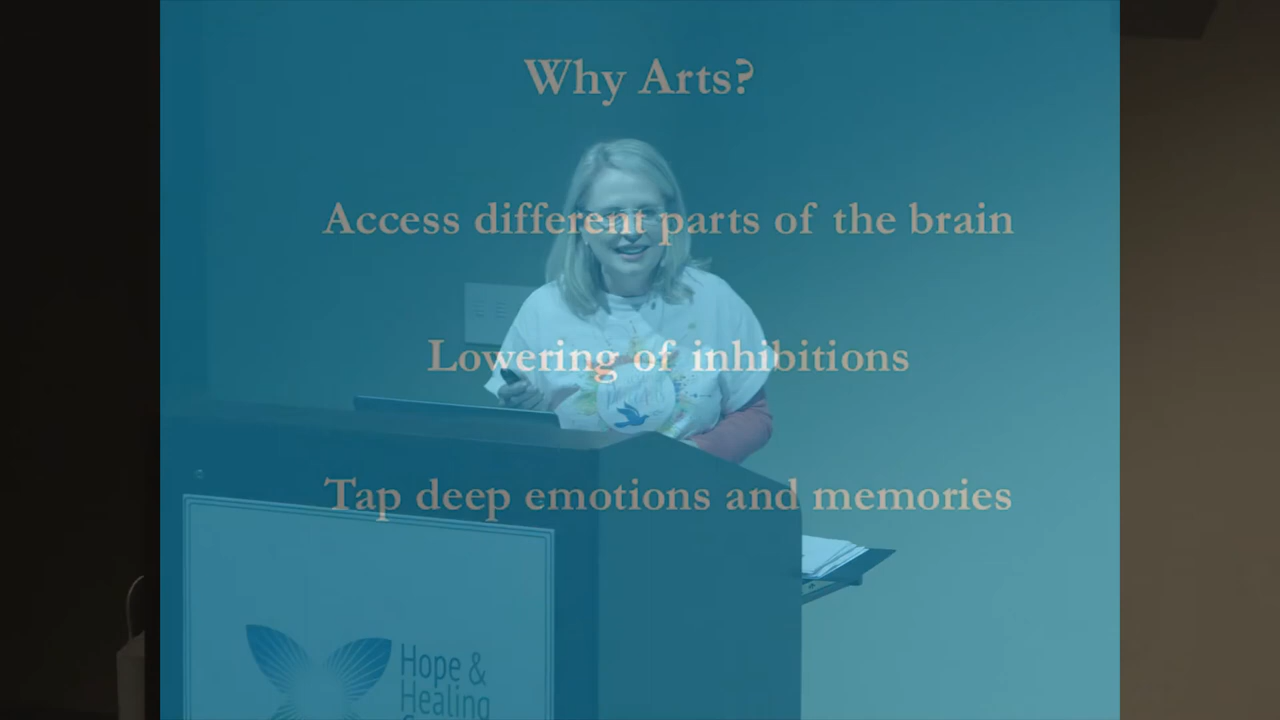 Why Arts?
Access different parts of the brain
Lowering of inhibitions
Tap deep emotions and memories
Hope &
Healing